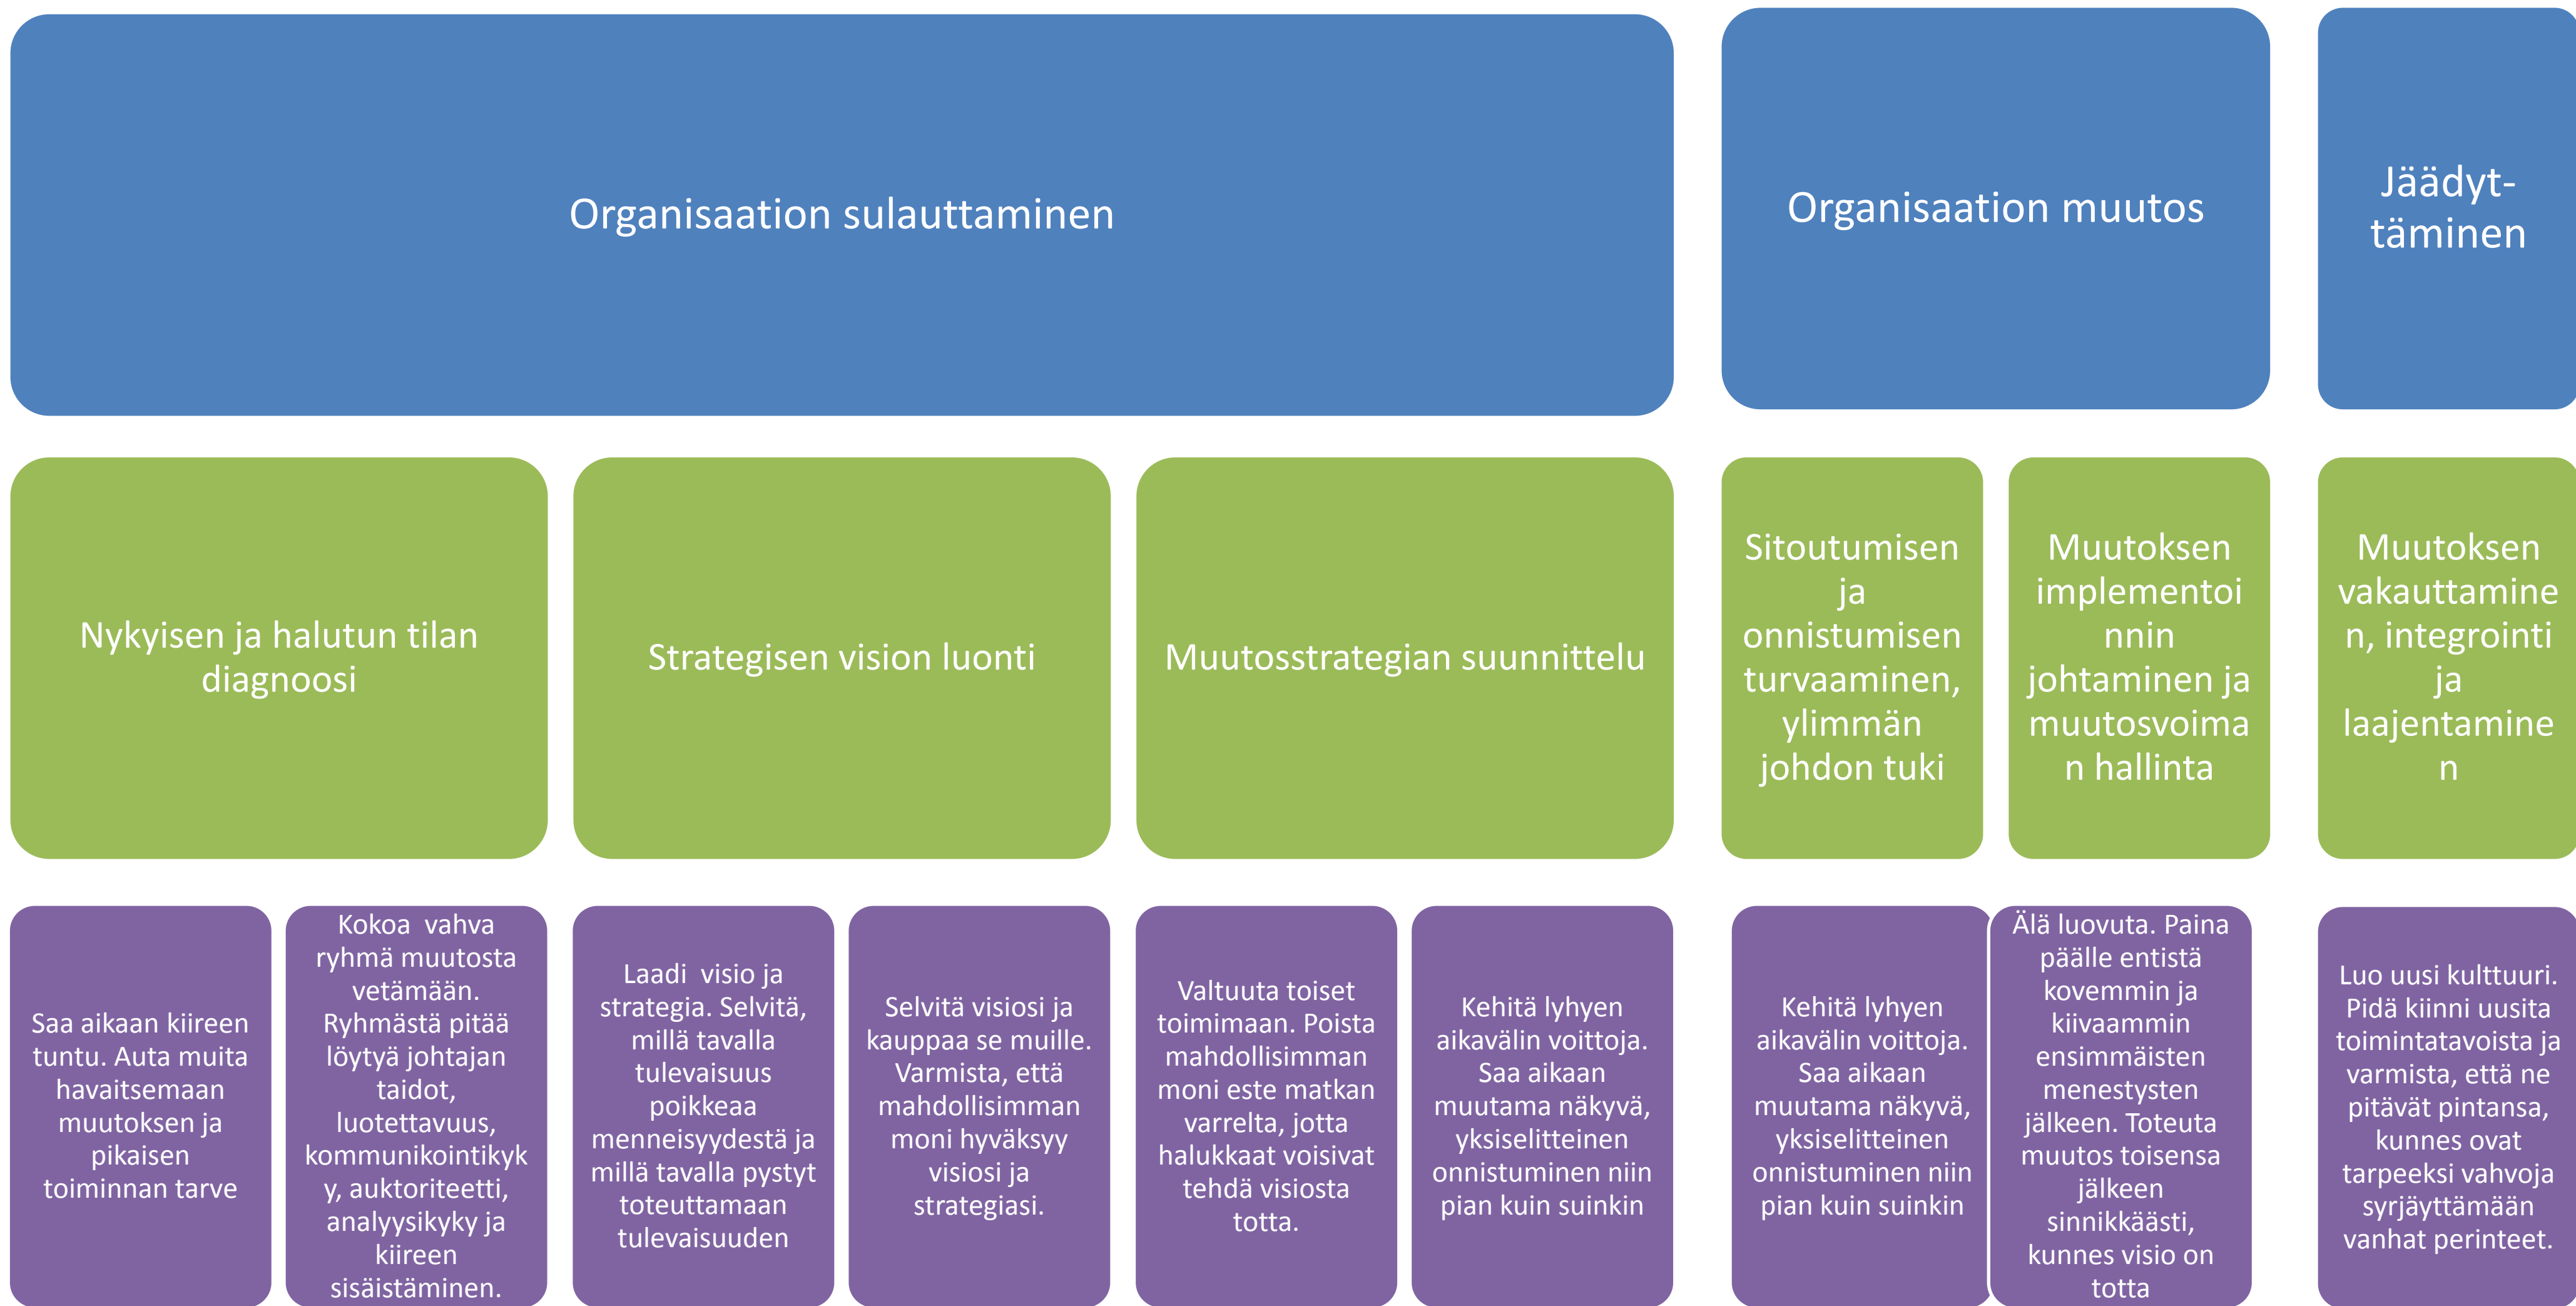 Organisaation sulauttaminen
Organisaation muutos
Jäädyt-
täminen
Nykyisen ja halutun tilan
diagnoosi
Strategisen vision luonti
Muutosstrategian suunnittelu
Sitoutumisen
ja
onnistumisen
turvaaminen,
ylimmän
johdon tuki
Muutoksen
implementoi
nnin
johtaminen ja
muutosvoima
n hallinta
Muutoksen
vakauttamine
n, integrointi
ja
laajentamine
n
Saa aikaan kiireen
tuntu. Auta muita
havaitsemaan
muutoksen ja
pikaisen
toiminnan tarve
Kokoa  vahva
ryhmä muutosta
vetämään.
Ryhmästä pitää
löytyä johtajan
taidot,
luotettavuus,
kommunikointikyk
y, auktoriteetti,
analyysikyky ja
kiireen
sisäistäminen.
Laadi  visio ja
strategia. Selvitä,
millä tavalla
tulevaisuus
poikkeaa
menneisyydestä ja
millä tavalla pystyt
toteuttamaan
tulevaisuuden
Selvitä visiosi ja
kauppaa se muille.
Varmista, että
mahdollisimman
moni hyväksyy
visiosi ja
strategiasi.
Valtuuta toiset
toimimaan. Poista
mahdollisimman
moni este matkan
varrelta, jotta
halukkaat voisivat
tehdä visiosta
totta.
Kehitä lyhyen
aikavälin voittoja.
Saa aikaan
muutama näkyvä,
yksiselitteinen
onnistuminen niin
pian kuin suinkin
Kehitä lyhyen
aikavälin voittoja.
Saa aikaan
muutama näkyvä,
yksiselitteinen
onnistuminen niin
pian kuin suinkin
Älä luovuta. Paina
päälle entistä
kovemmin ja
kiivaammin
ensimmäisten
menestysten
jälkeen. Toteuta
muutos toisensa
jälkeen
sinnikkäästi,
kunnes visio on
totta
Luo uusi kulttuuri.
Pidä kiinni uusita
toimintatavoista ja
varmista, että ne
pitävät pintansa,
kunnes ovat
tarpeeksi vahvoja
syrjäyttämään
vanhat perinteet.